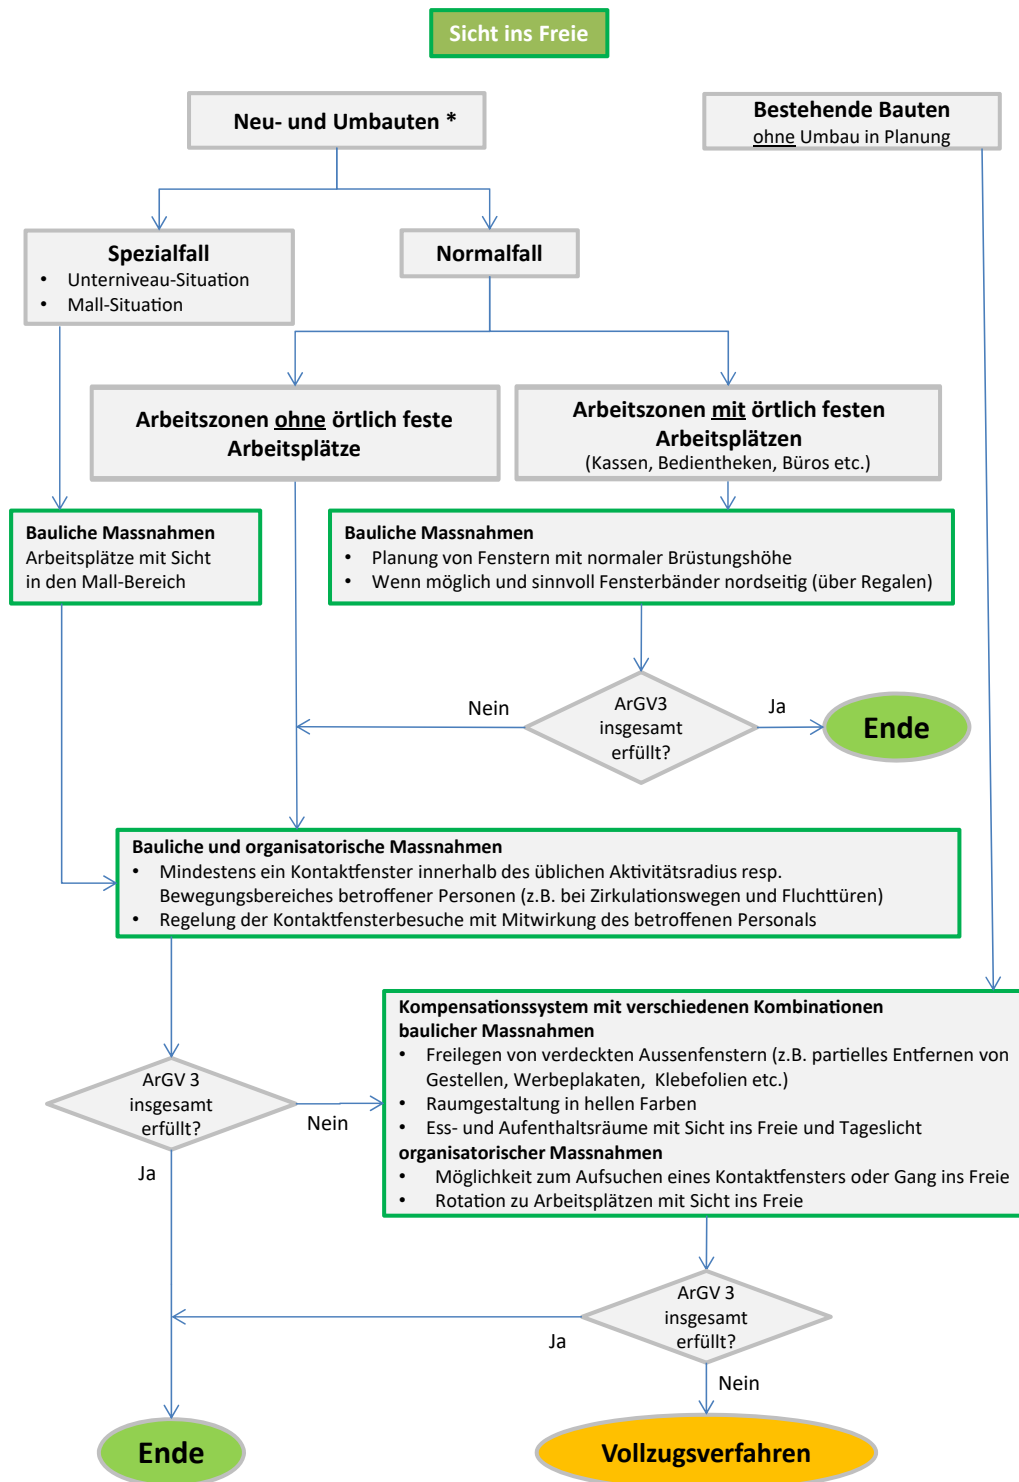 Sicht ins Freie
Neu- und Umbauten *
Bestehende Bauten
ohne Umbau in Planung
Spezialfall
• Unterniveau-Situation
• Mall-Situation
Normalfall
Arbeitszonen ohne örtlich feste
Arbeitsplätze
Arbeitszonen mit örtlich festen
Arbeitsplätzen
(Kassen, Bedientheken, Büros etc.)
Bauliche Massnahmen
Arbeitsplätze mit Sicht
in den Mall-Bereich
Bauliche Massnahmen
• Planung von Fenstern mit normaler Brüstungshöhe
• Wenn möglich und sinnvoll Fensterbänder nordseitig (über Regalen)
ArGV3
insgesamt
erfüllt?
Nein
Ja
Ende
Bauliche und organisatorische Massnahmen
• Mindestens ein Kontaktfenster innerhalb des üblichen Aktivitätsradius resp.
Bewegungsbereiches betroffener Personen (z.B. bei Zirkulationswegen und Fluchttüren)
• Regelung der Kontaktfensterbesuche mit Mitwirkung des betroffenen Personals
ArGV 3
insgesamt
erfüllt?
Nein
Ja
Kompensationssystem mit verschiedenen Kombinationen
baulicher Massnahmen
• Freilegen von verdeckten Aussenfenstern (z.B. partielles Entfernen von
Gestellen, Werbeplakaten, Klebefolien etc.)
• Raumgestaltung in hellen Farben
• Ess- und Aufenthaltsräume mit Sicht ins Freie und Tageslicht
organisatorischer Massnahmen
• Möglichkeit zum Aufsuchen eines Kontaktfensters oder Gang ins Freie
• Rotation zu Arbeitsplätzen mit Sicht ins Freie
ArGV 3
insgesamt
erfüllt?
Ja
Nein
Ende
Vollzugsverfahren